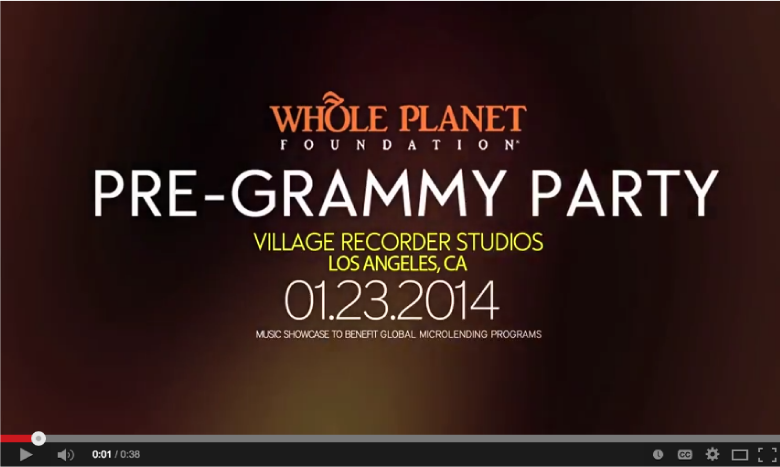 WHOLE PLANET
FOUNDATION®
PRE-GRAMMY PARTY
VILLAGE RECORDER STUDIOS
LOS ANGELES, CA
01.23.2014
MUSIC SHOWCASE TO BENEFIT GLOBAL MICROLENDING PROGRAMS
0:01 / 0:38
CC